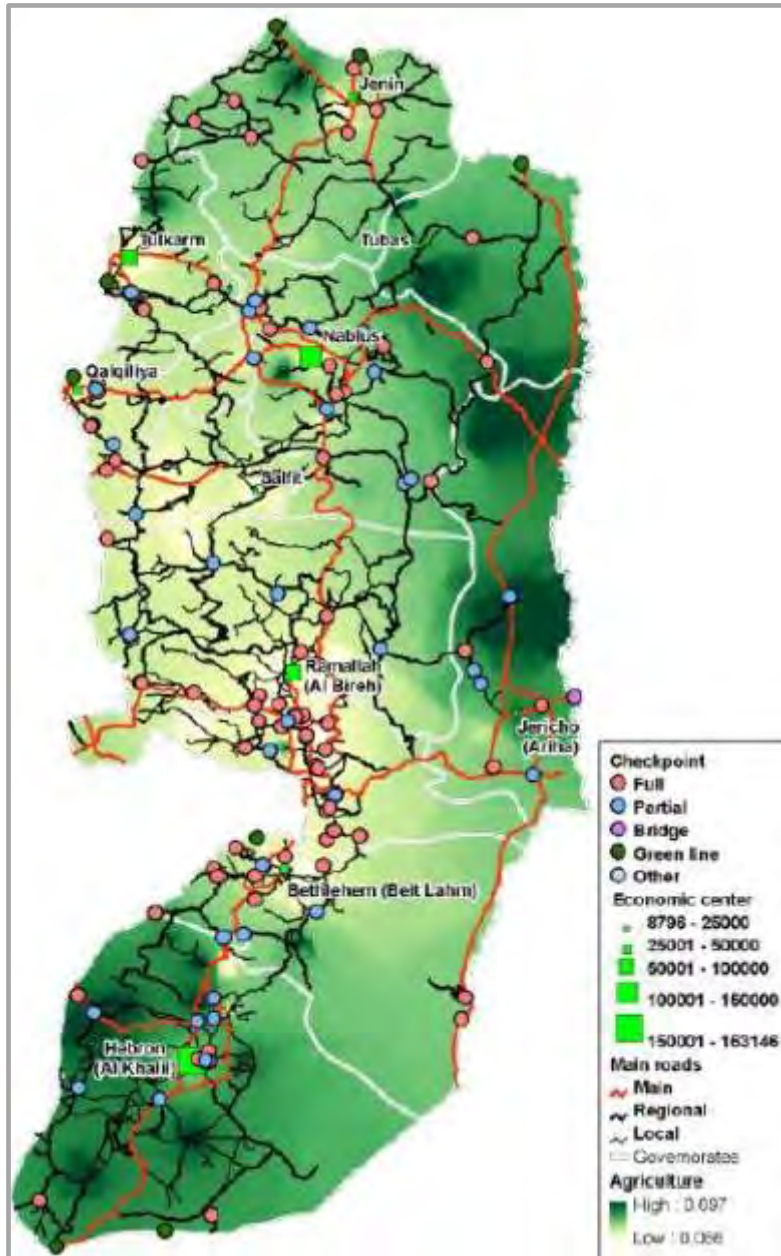 Jenin
Tulkarm
Tubas
Nablus
Qalqiliya
Salfit
Ramallah
(Al Bireh)
Jericho
(Ariha)
Bethlehem (Beit Lahm)
Hebron
(Al Khalil)
Checkpoint
Full
Partial
Bridge
Green line
Other
Economic center
8796 - 25000
25001 - 50000
50001 - 100000
100001 - 150000
150001 - 163146
Main roads
Main
Regional
Local
Governorates
Agriculture
High : 0.697
Low : 0.066